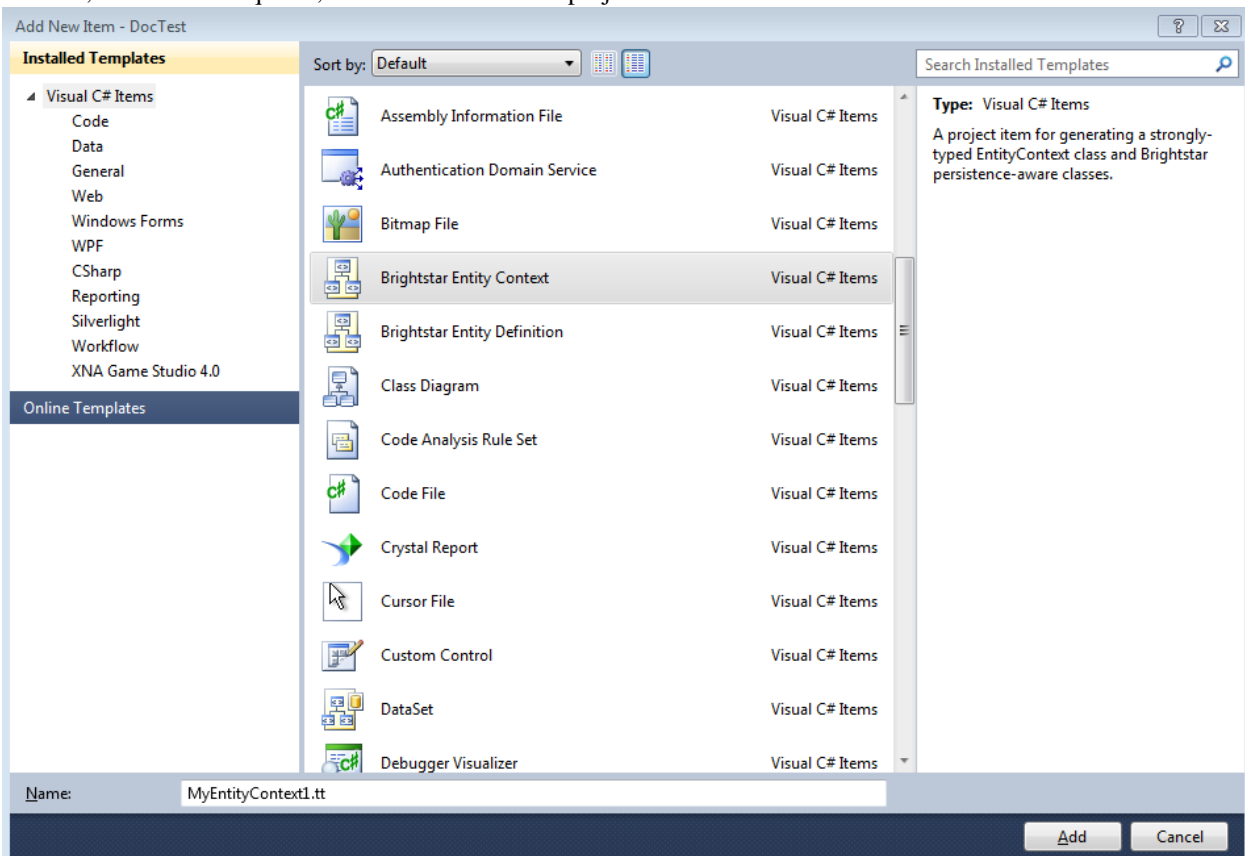 Add New Item - DocTest
Installed Templates
Sort by: Default
Search Installed Templates
Visual C# Items
Code
Data
General
Web
Windows Forms
WPF
CSharp
Reporting
Silverlight
Workflow
XNA Game Studio 4.0
Online Templates
Assembly Information File Visual C# Items
Authentication Domain Service Visual C# Items
Bitmap File Visual C# Items
Brightstar Entity Context Visual C# Items
Brightstar Entity Definition Visual C# Items
Class Diagram Visual C# Items
Code Analysis Rule Set Visual C# Items
Code File Visual C# Items
Crystal Report Visual C# Items
Cursor File Visual C# Items
Custom Control Visual C# Items
DataSet Visual C# Items
Debugger Visualizer Visual C# Items
Type: Visual C# Items
A project item for generating a strongly-
typed EntityContext class and Brightstar
persistence-aware classes.
Name: MyEntityContext1.tt
Add Cancel